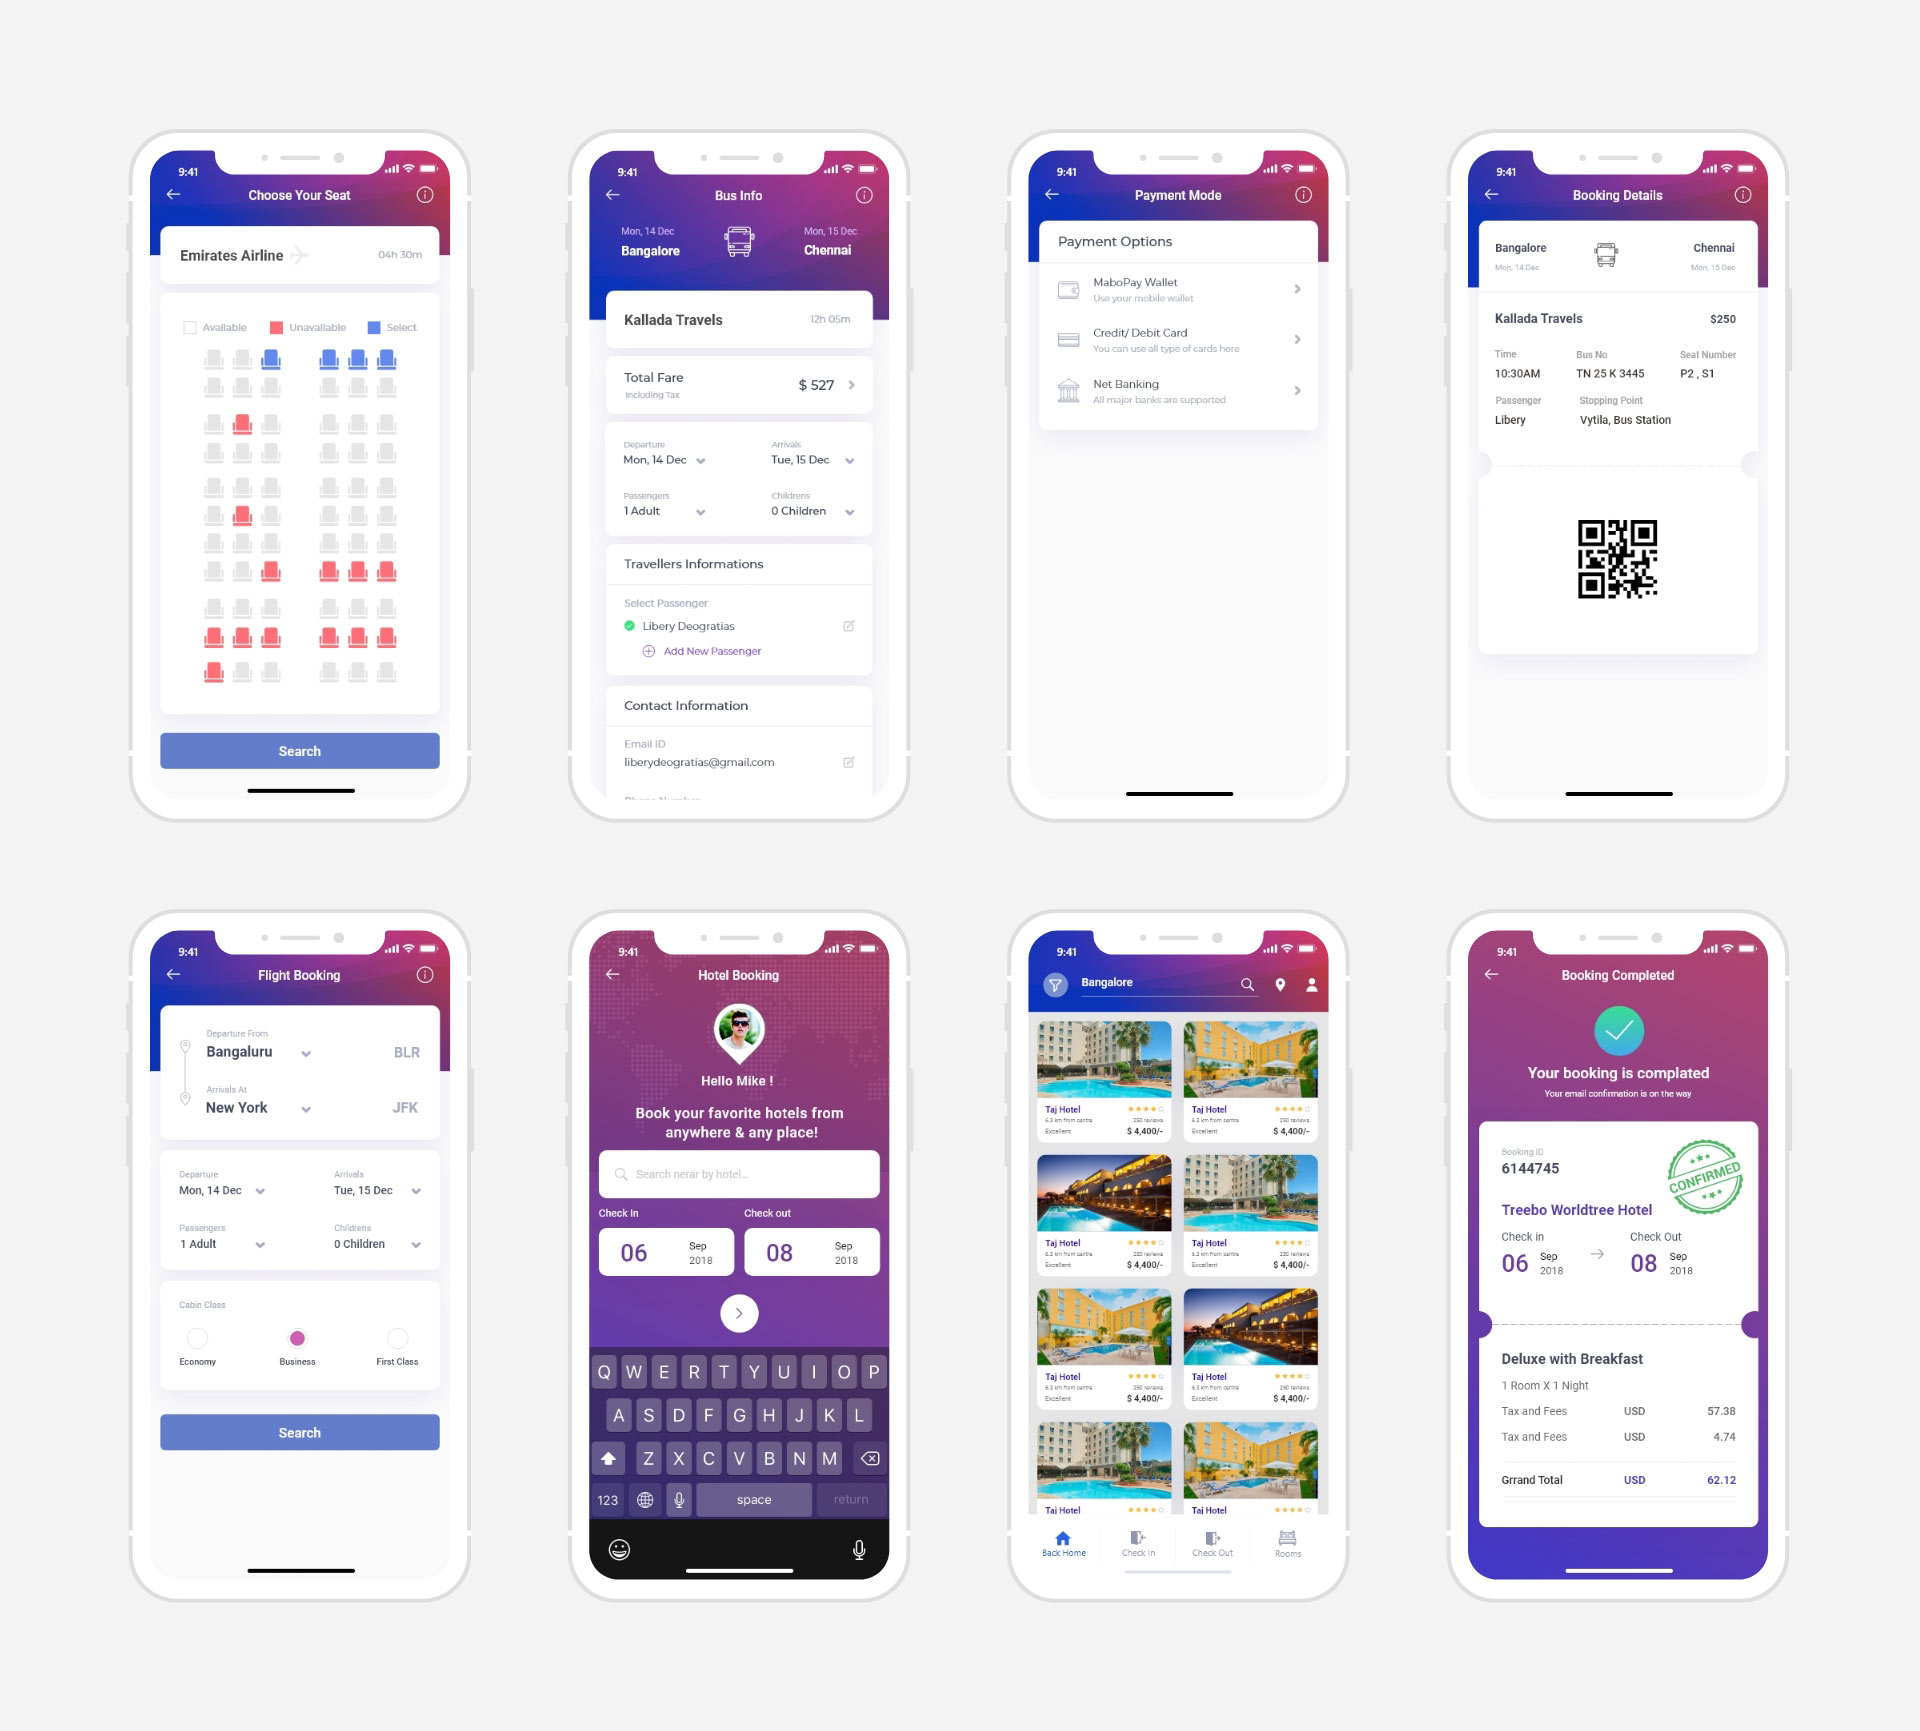 9:41
Choose Your Seat
Emirates Airline
04h 30m
Available
Unavailable
Select
Search
9:41
Bus Info
Mon, 14 Dec
Mon, 15 Dec
Bangalore
Chennai
Kallada Travels
12h 05m
Total Fare
Including Tax
$ 527
Departure
Arrivals
Mon, 14 Dec
Tue, 15 Dec
Passengers
Childrens
1 Adult
0 Children
Travellers Informations
Select Passenger
Libery Deogratias
Add New Passenger
Contact Information
Email ID
liberydeogratias@gmail.com
9:41
Payment Mode
Payment Options
MaboPay Wallet
Use your mobile wallet
Credit/ Debit Card
You can use all type of cards here
Net Banking
All major banks are supported
9:41
Booking Details
Bangalore
Chennai
Mon, 14 Dec
Mon, 15 Dec
Kallada Travels
$250
Time
Bus No
Seat Number
10:30AM
TN 25 K 3445
P2 , S1
Passenger
Stopping Point
Libery
Vytila, Bus Station
9:41
Flight Booking
Departure From
Bangaluru
BLR
Arrivals At
New York
JFK
Departure
Arrivals
Mon, 14 Dec
Tue, 15 Dec
Passengers
Childrens
1 Adult
0 Children
Cabin Class
Economy
Business
First Class
Search
9:41
Hotel Booking
Hello Mike !
Book your favorite hotels from
anywhere & any place!
Search nerar by hotel...
Check In
Check out
06
Sep
2018
08
Sep
2018
Q W E R T Y U I O P
A S D F G H J K L
Z X C V B N M
123
space
return
9:41
Bangalore
Taj Hotel
6.3 km from centre
250 reviews
Excellent
$ 4,400/-
Taj Hotel
6.3 km from centre
250 reviews
Excellent
$ 4,400/-
Taj Hotel
6.3 km from centre
250 reviews
Excellent
$ 4,400/-
Taj Hotel
6.3 km from centre
250 reviews
Excellent
$ 4,400/-
Taj Hotel
6.3 km from centre
250 reviews
Excellent
$ 4,400/-
Taj Hotel
6.3 km from centre
250 reviews
Excellent
$ 4,400/-
Taj Hotel
Taj Hotel
Back Home
Check In
Check Out
Rooms
9:41
Booking Completed
Your booking is complated
Your email confirmation is on the way
Booking ID
6144745
CONFIRMED
Treebo Worldtree Hotel
Check in
Check Out
06
Sep
2018
08
Sep
2018
Deluxe with Breakfast
1 Room X 1 Night
Tax and Fees
USD
57.38
Tax and Fees
USD
4.74
Grrand Total
USD
62.12